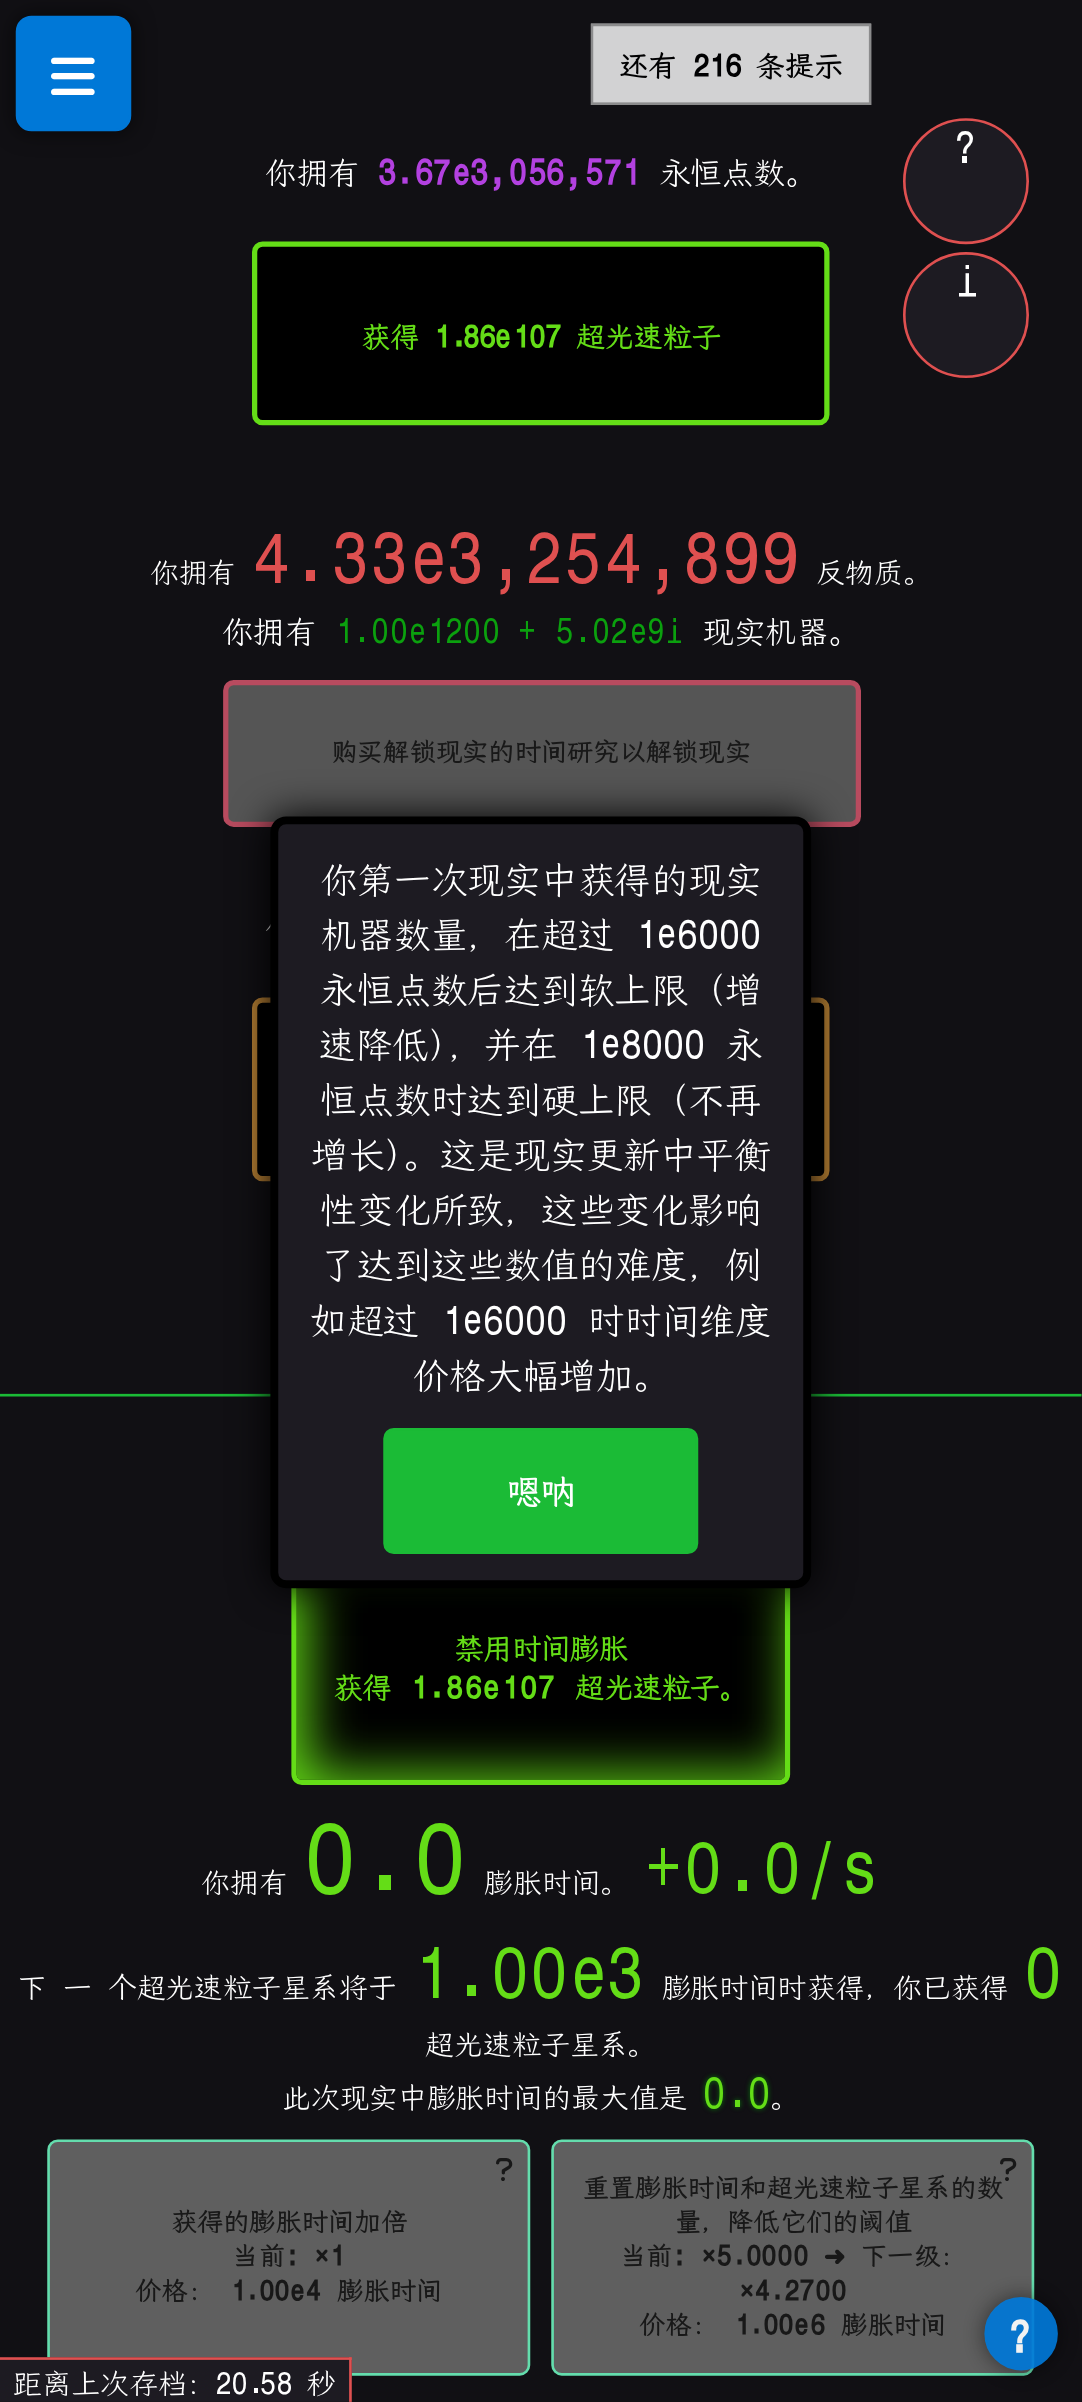 还有 216 条提示
你拥有 3.67e3,056,571 永恒点数。
?
i
获得 1.86e107 超光速粒子
你拥有 4.33e3,254,899 反物质。
你拥有 1.00e1200 + 5.02e9i 现实机器。
购买解锁现实的时间研究以解锁现实
你第一次现实中获得的现实
机器数量, 在超过 1e6000
永恒点数后达到软上限 (增
速降低), 并在 1e8000 永
恒点数时达到硬上限 (不再
增长)。这是现实更新中平衡
性变化所致, 这些变化影响
了达到这些数值的难度, 例
如超过 1e6000 时时间维度
价格大幅增加。
嗯呐
禁用时间膨胀
获得 1.86e107 超光速粒子。
你拥有 0.0 膨胀时间。 +0.0/s
下 一 个超光速粒子星系将于 1.00e3 膨胀时间时获得, 你已获得 0
超光速粒子星系。
此次现实中膨胀时间的最大值是 0.0。
?
获得的膨胀时间加倍
当前: ×1
价格: 1.00e4 膨胀时间
?
重置膨胀时间和超光速粒子星系的数
量, 降低它们的阈值
当前: ×5.0000 ➜ 下一级:
×4.2700
价格: 1.00e6 膨胀时间
?
距离上次存档: 20.58 秒